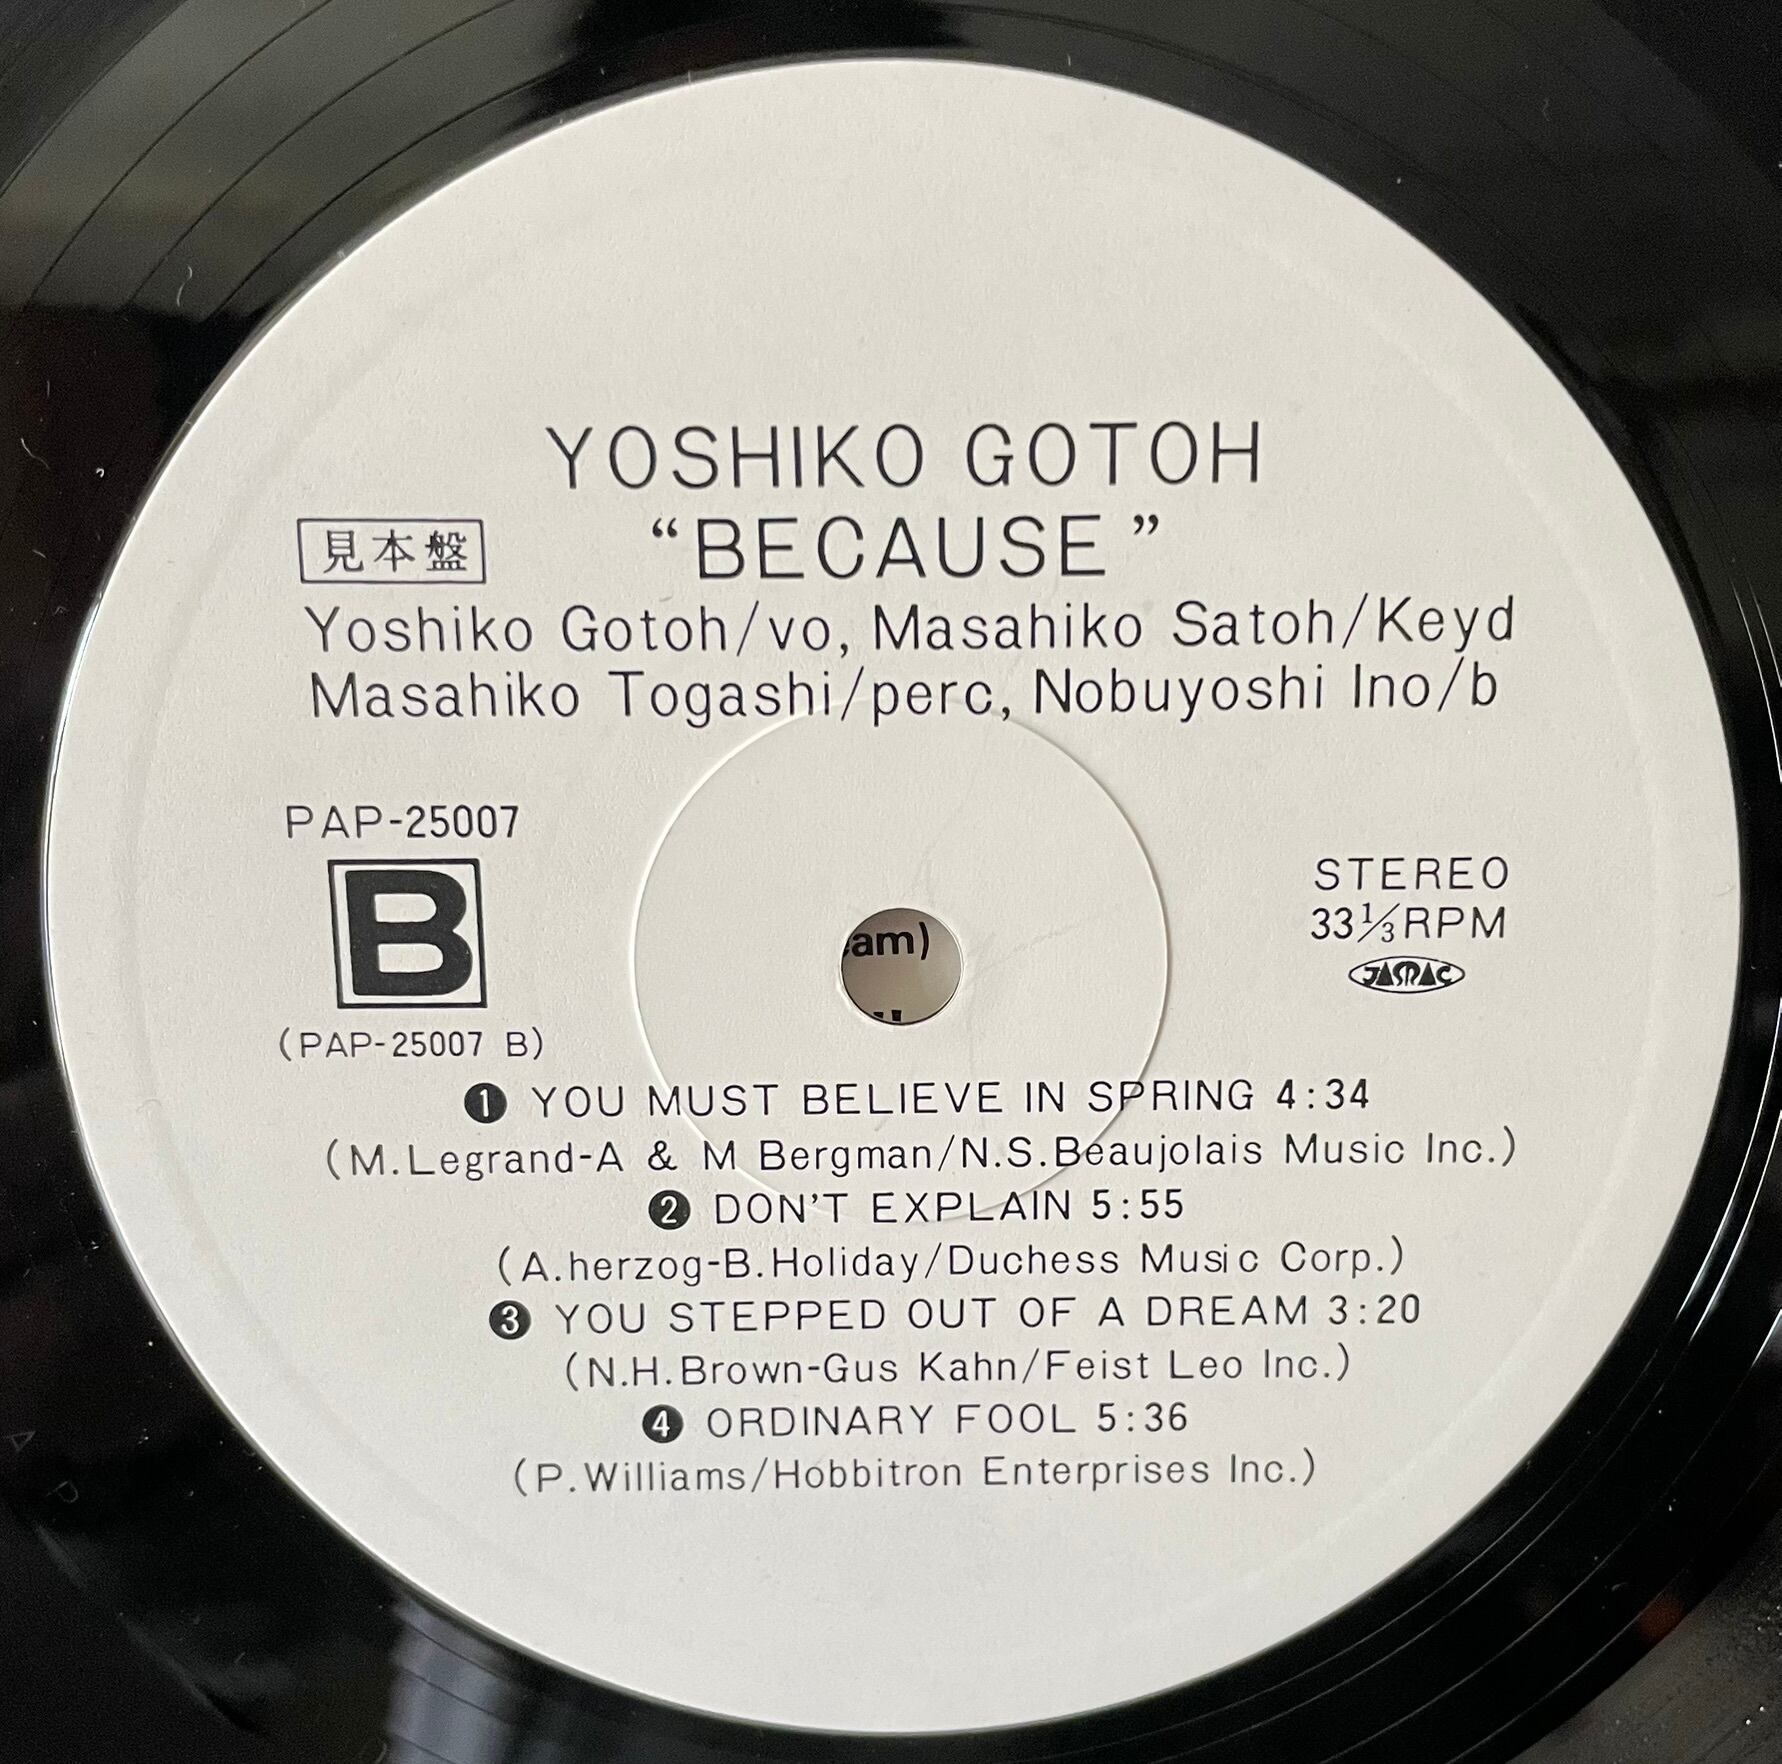 YOSHIKO GOTOH
見本盤
“BECAUSE”
Yoshiko Gotoh/vo, Masahiko Satoh/Keyd
Masahiko Togashi/perc, Nobuyoshi Ino/b
PAP-25007
B
(PAP-25007 B)
STEREO
33⅓RPM
JASRAC
am)
❶ YOU MUST BELIEVE IN SPRING 4:34
(M.Legrand-A & M Bergman/N.S.Beaujolais Music Inc.)
❷ DON'T EXPLAIN 5:55
(A.herzog-B.Holiday/Duchess Music Corp.)
❸ YOU STEPPED OUT OF A DREAM 3:20
(N.H.Brown-Gus Kahn/Feist Leo Inc.)
❹ ORDINARY FOOL 5:36
(P.Williams/Hobbitron Enterprises Inc.)